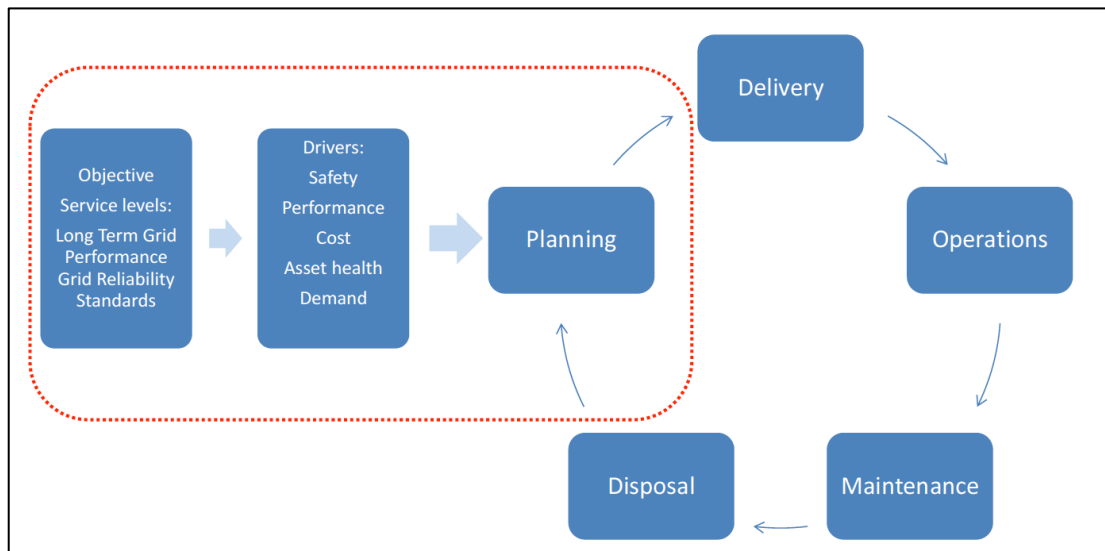 Objective
Service levels:
Long Term Grid
Performance
Grid Reliability
Standards
Drivers:
Safety
Performance
Cost
Asset health
Demand
Planning
Delivery
Operations
Maintenance
Disposal